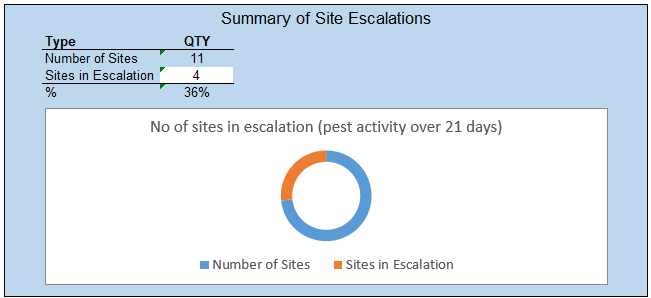 Summary of Site Escalations
Type QTY
Number of Sites 11
Sites in Escalation 4
% 36%
No of sites in escalation (pest activity over 21 days)
Number of Sites Sites in Escalation